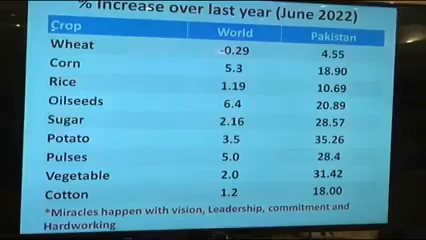 % Increase over last year (June 2022)
Crop World Pakistan
Wheat -0.29 4.55
Corn 5.3 18.90
Rice 1.19 10.69
Oilseeds 6.4 20.89
Sugar 2.16 28.57
Potato 3.5 35.26
Pulses 5.0 28.4
Vegetable 2.0 31.42
Cotton 1.2 18.00
*Miracles happen with vision, Leadership, commitment and
Hardworking